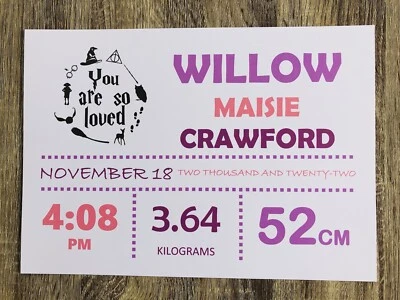 You
are so
loved
WILLOW
MAISIE
CRAWFORD
NOVEMBER 18 TWO THOUSAND AND TWENTY-TWO
4:08
PM
3.64
KILOGRAMS
52CM